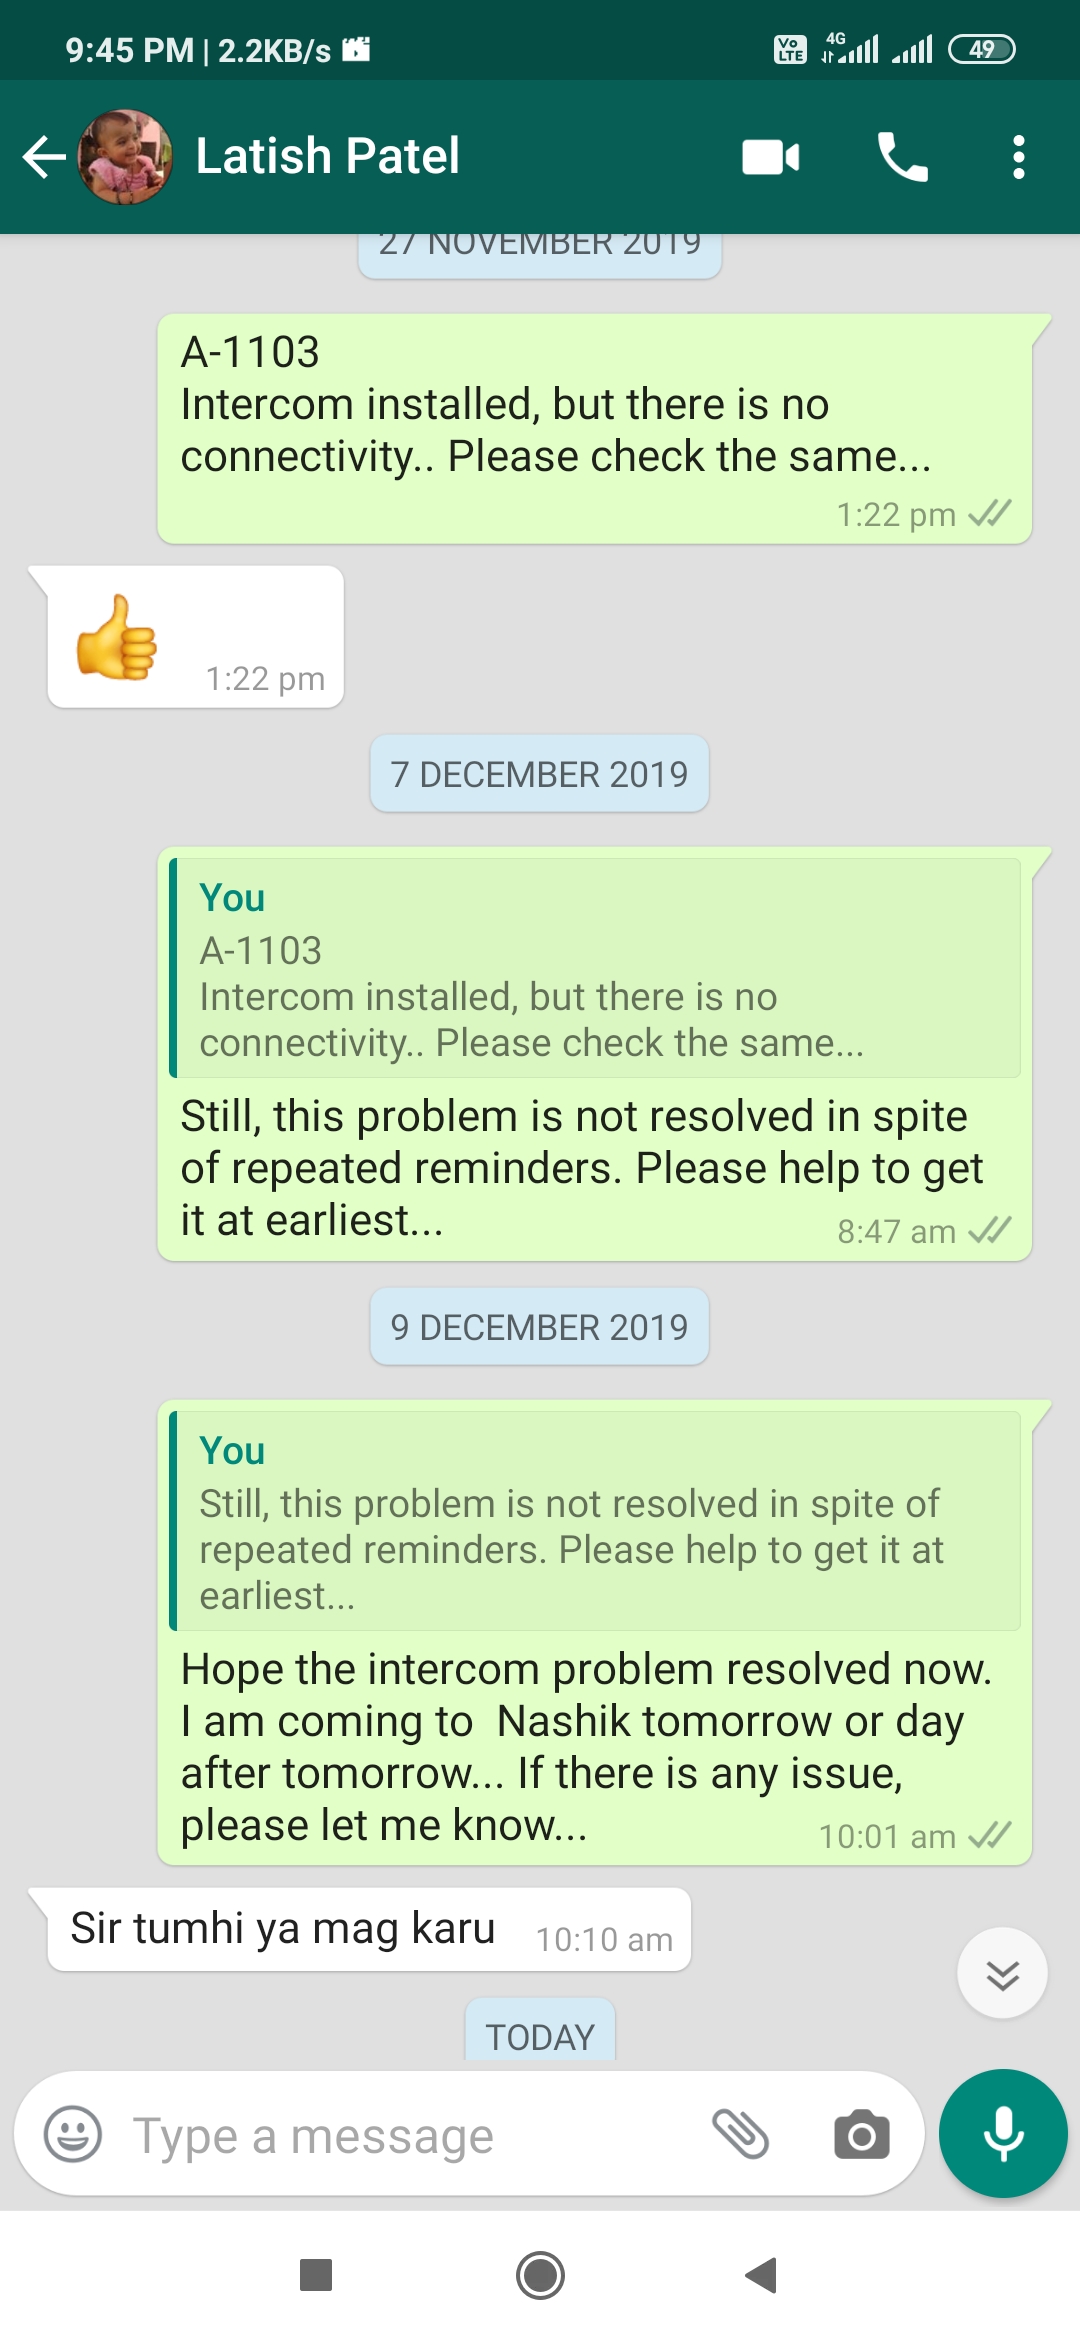 9:45 PM | 2.2KB/s
Vo LTE
4G
49
Latish Patel
27 NOVEMBER 2019
A-1103
Intercom installed, but there is no
connectivity.. Please check the same...
1:22 pm
1:22 pm
7 DECEMBER 2019
You
A-1103
Intercom installed, but there is no
connectivity.. Please check the same...
Still, this problem is not resolved in spite
of repeated reminders. Please help to get
it at earliest...
8:47 am
9 DECEMBER 2019
You
Still, this problem is not resolved in spite of
repeated reminders. Please help to get it at
earliest...
Hope the intercom problem resolved now.
I am coming to  Nashik tomorrow or day
after tomorrow... If there is any issue,
please let me know...
10:01 am
Sir tumhi ya mag karu
10:10 am
TODAY
Type a message